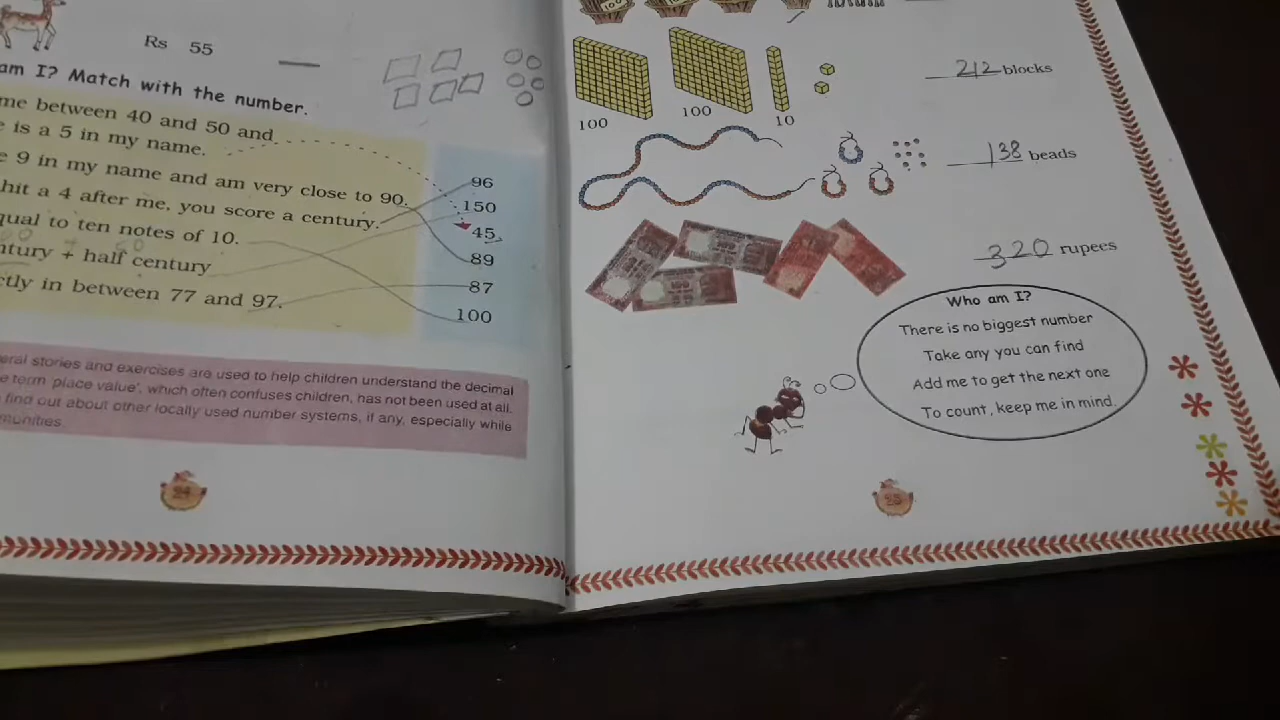 Rs 55
am I? Match with the number.
me between 40 and 50 and
is a 5 in my name.
9 in my name and am very close to 90.
hit a 4 after me, you score a century.
qual to ten notes of 10.
ntury + half century
ctly in between 77 and 97.
96
150
45
89
87
100
eral stories and exercises are used to help children understand the decimal
term 'place value', which often confuses children, has not been used at all.
find out about other locally used number systems, if any, especially while
munities.
24
100
100
100
10
212 blocks
138 beads
320 rupees
Who am I?
There is no biggest number
Take any you can find
Add me to get the next one
To count, keep me in mind.
25